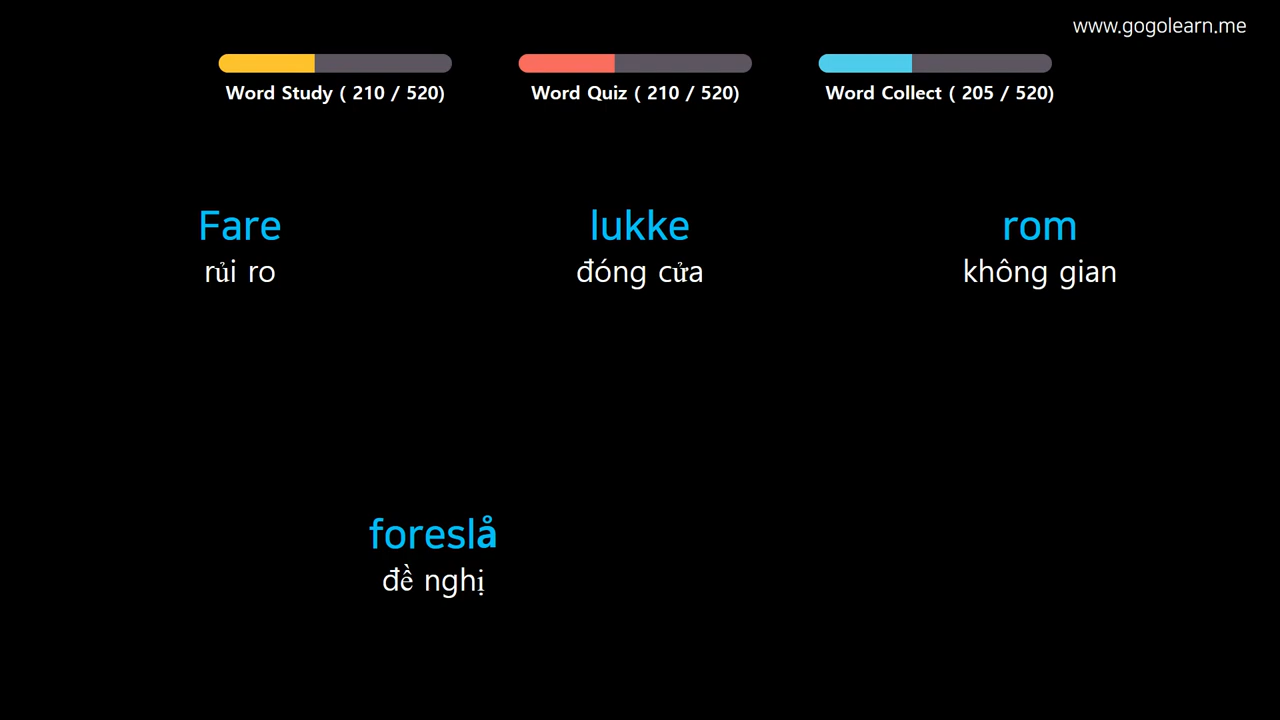 www.gogolearn.me
Word Study ( 210 / 520)
Word Quiz ( 210 / 520)
Word Collect ( 205 / 520)
Fare
rủi ro
lukke
đóng cửa
rom
không gian
foreslå
đề nghị